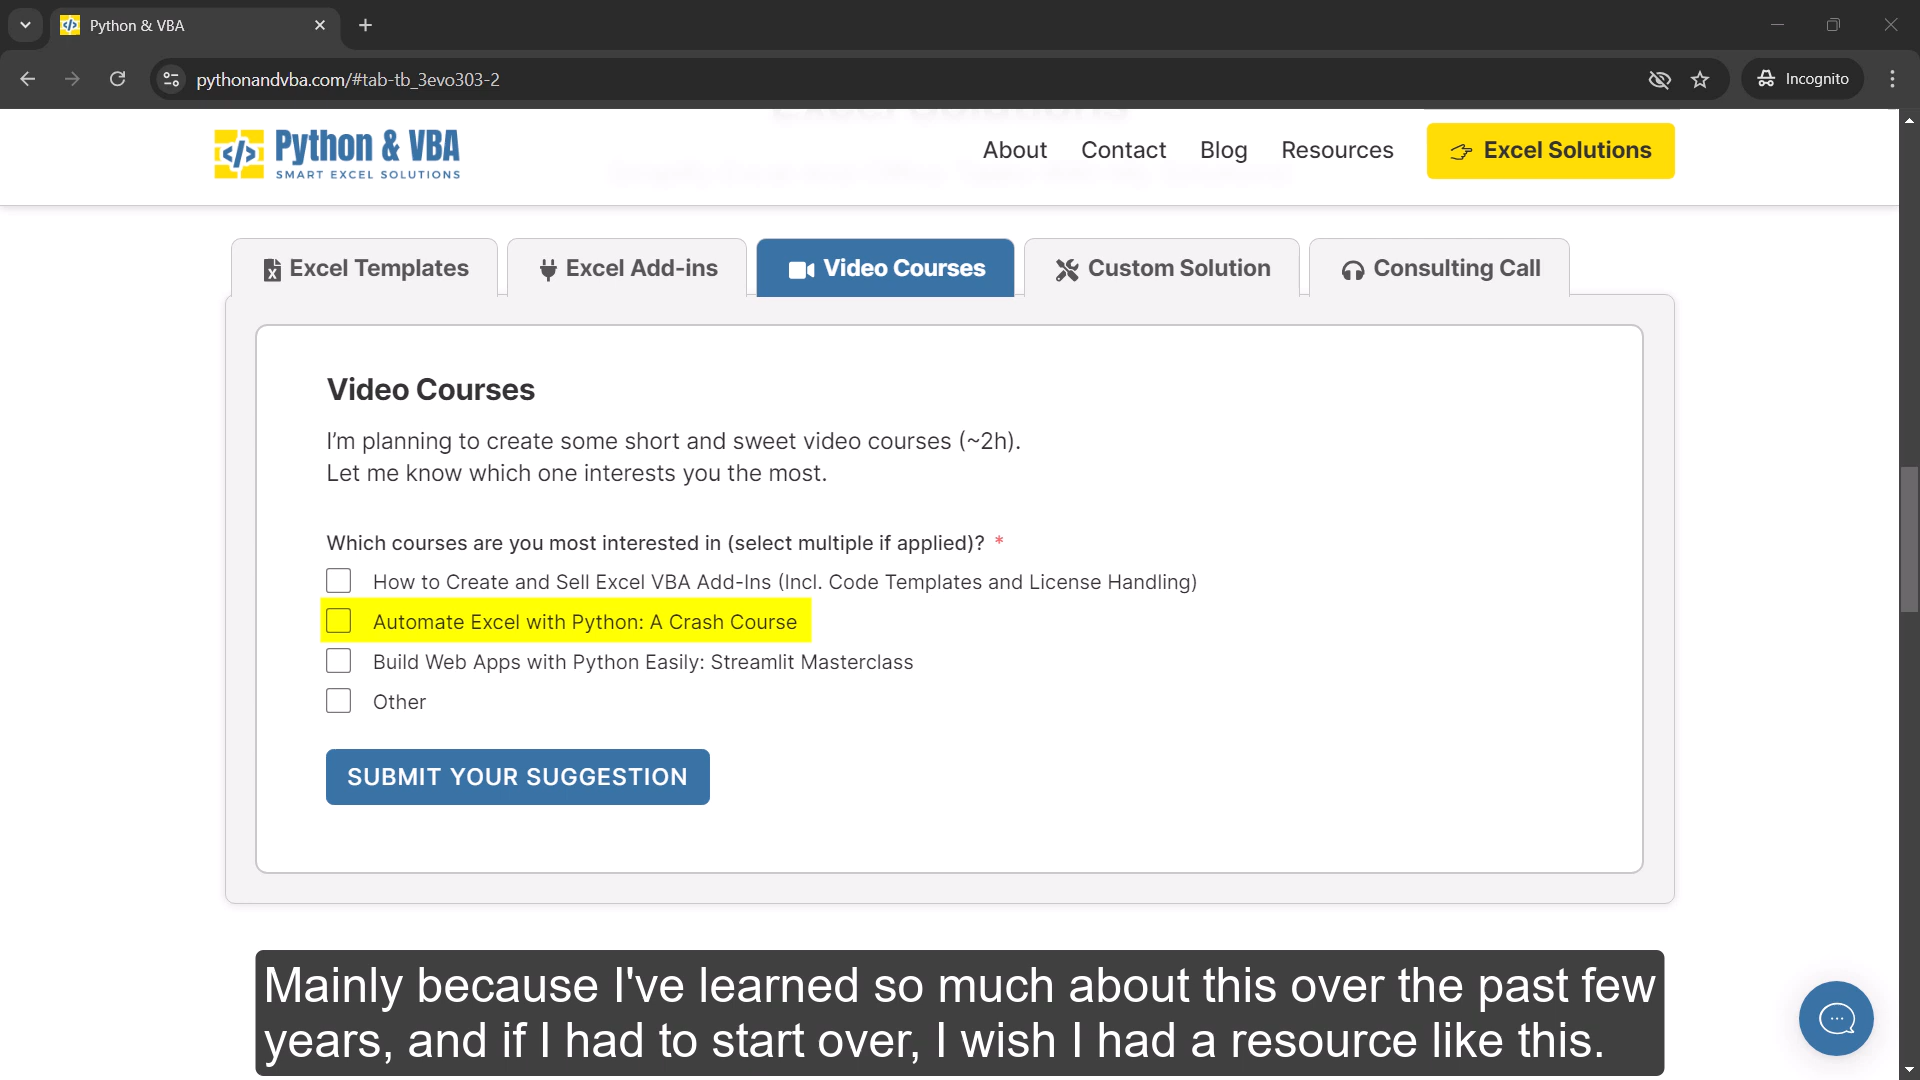 Python & VBA
pythonandvba.com/#tab-tb_3evo303-2
Incognito
Python & VBA
SMART EXCEL SOLUTIONS
About
Contact
Blog
Resources
Excel Solutions
Excel Templates
Excel Add-ins
Video Courses
Custom Solution
Consulting Call
Video Courses
I'm planning to create some short and sweet video courses (~2h).
Let me know which one interests you the most.
Which courses are you most interested in (select multiple if applied)? *
How to Create and Sell Excel VBA Add-Ins (Incl. Code Templates and License Handling)
Automate Excel with Python: A Crash Course
Build Web Apps with Python Easily: Streamlit Masterclass
Other
SUBMIT YOUR SUGGESTION
Mainly because I've learned so much about this over the past few
years, and if I had to start over, I wish I had a resource like this.